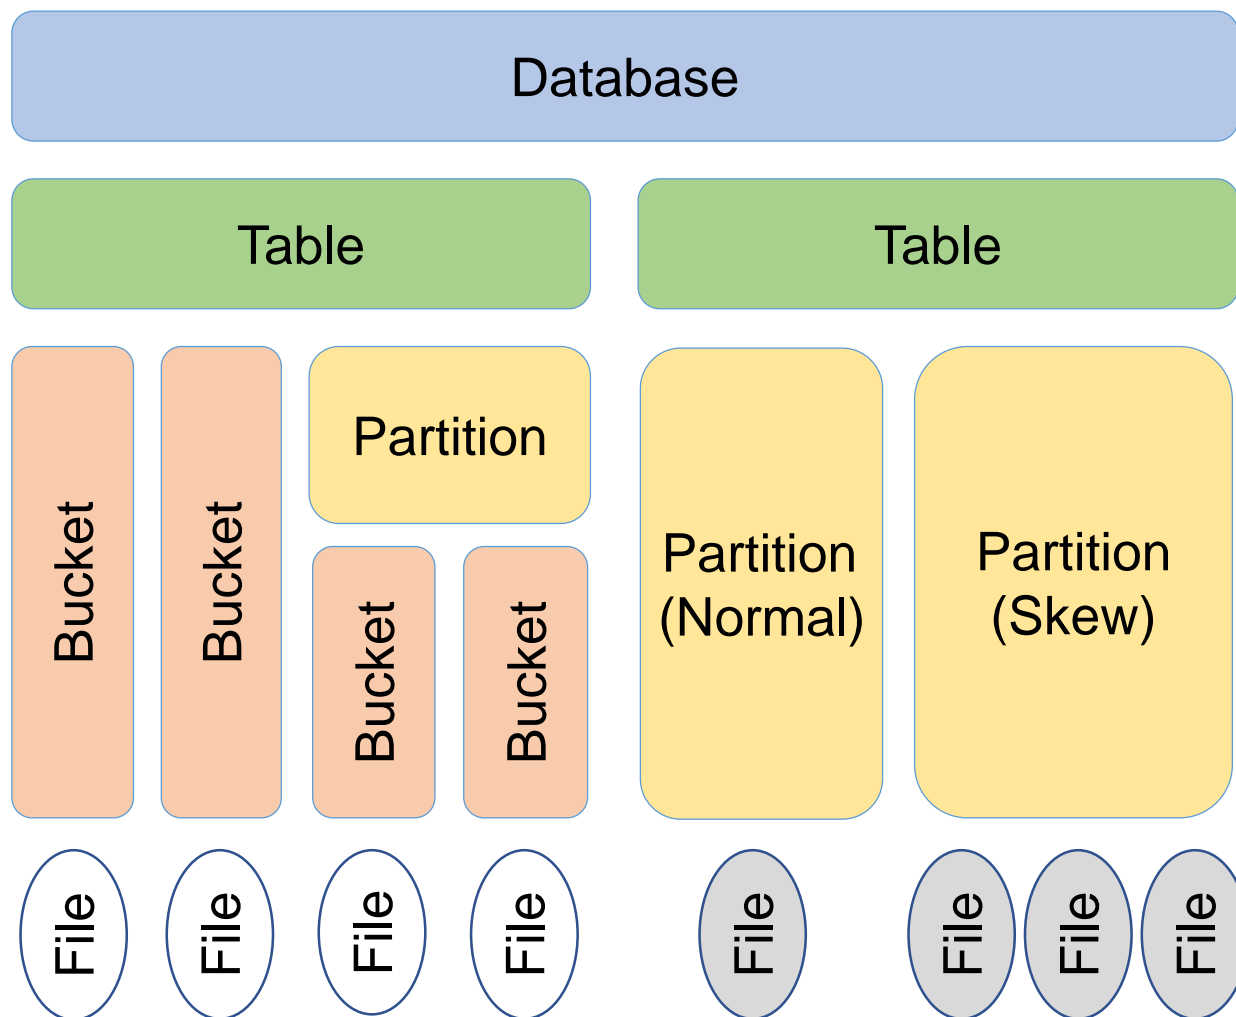 Database
Table
Table
Bucket
Bucket
Partition
Bucket
Bucket
Partition
(Normal)
Partition
(Skew)
File
File
File
File
File
File
File
File